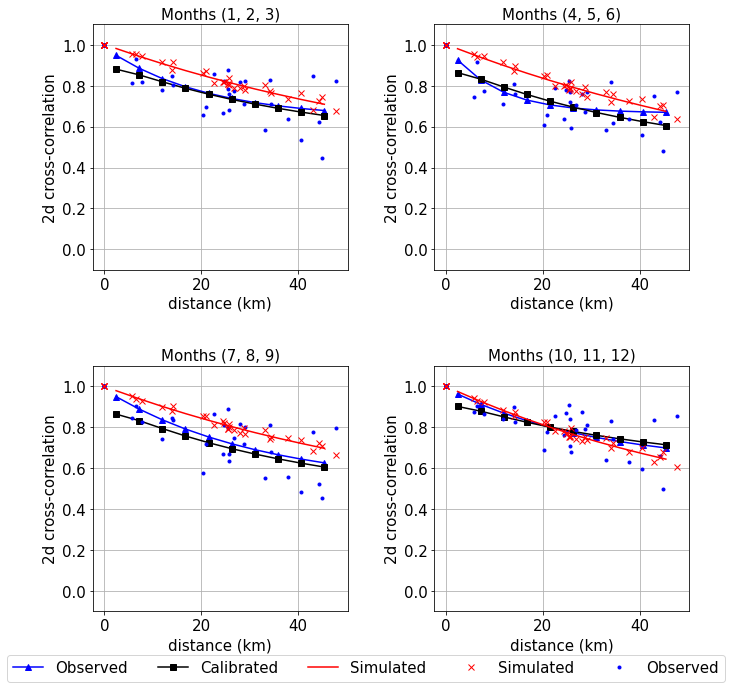 Months (1, 2, 3)
1.0
0.8
0.6
0.4
0.2
0.0
2d cross-correlation
0 20 40
distance (km)
Months (4, 5, 6)
1.0
0.8
0.6
0.4
0.2
0.0
2d cross-correlation
0 20 40
distance (km)
Months (7, 8, 9)
1.0
0.8
0.6
0.4
0.2
0.0
2d cross-correlation
0 20 40
distance (km)
Months (10, 11, 12)
1.0
0.8
0.6
0.4
0.2
0.0
2d cross-correlation
0 20 40
distance (km)
Observed Calibrated Simulated Simulated Observed